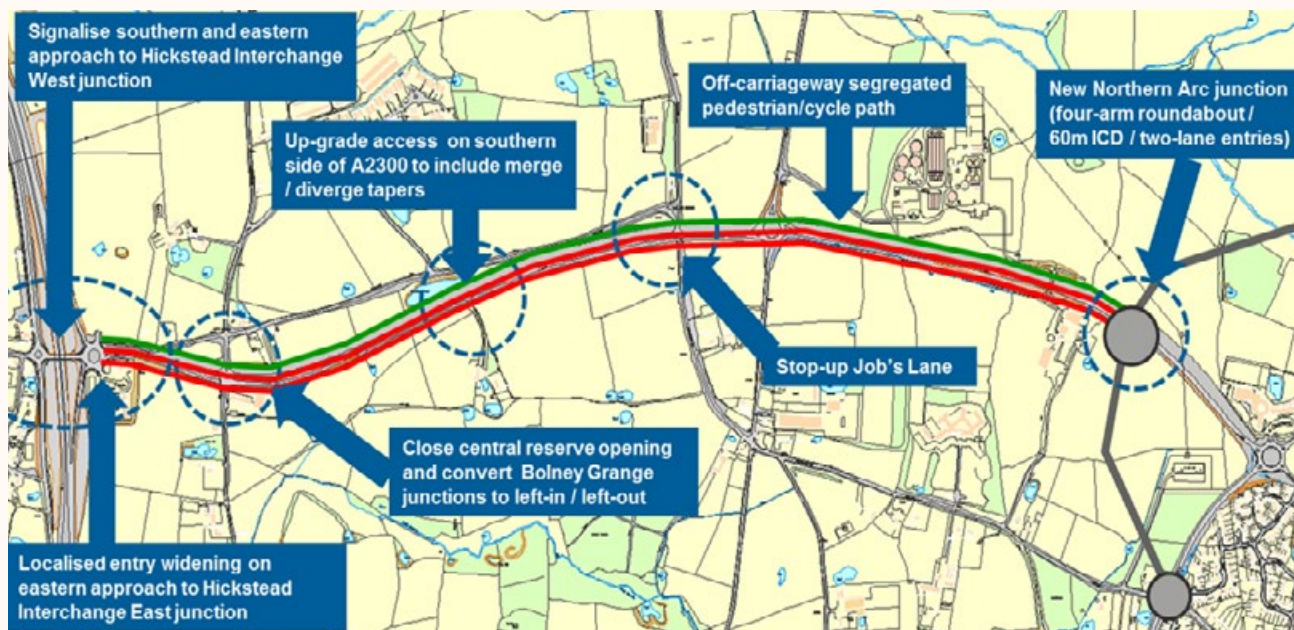 Signalise southern and eastern
approach to Hickstead Interchange
West junction
Up-grade access on southern
side of A2300 to include merge
/ diverge tapers
Off-carriageway segregated
pedestrian/cycle path
New Northern Arc junction
(four-arm roundabout /
60m ICD / two-lane entries)
Stop-up Job's Lane
Close central reserve opening
and convert Bolney Grange
junctions to left-in / left-out
Localised entry widening on
eastern approach to Hickstead
Interchange East junction